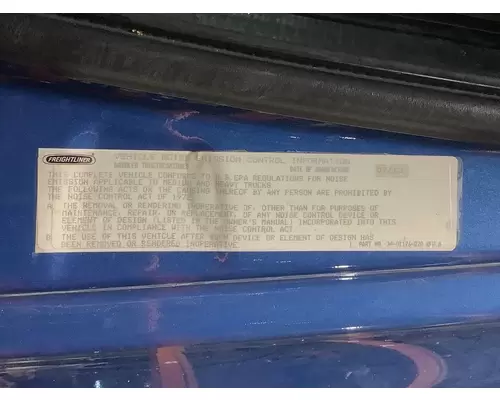 FREIGHTLINER
VEHICLE NOISE EMISSION CONTROL INFORMATION
DATE OF MANUFACTURE
THIS COMPLETE VEHICLE CONFORMS TO U.S. EPA REGULATIONS FOR NOISE
EMISSION APPLICABLE TO MEDIUM AND HEAVY TRUCKS
THE FOLLOWING ACTS OR THE CAUSING THEREOF BY ANY PERSON ARE PROHIBITED BY
THE NOISE CONTROL ACT OF 1972:
A THE REMOVAL OR RENDERING INOPERATIVE OF, OTHER THAN FOR PURPOSES OF
MAINTENANCE, REPAIR, OR REPLACEMENT, OF ANY NOISE CONTROL DEVICE OR
ELEMENT OF DESIGN (LISTED IN THE OWNER'S MANUAL) INCORPORATED INTO THIS
VEHICLE IN COMPLIANCE WITH THE NOISE CONTROL ACT
B THE USE OF THIS VEHICLE AFTER SUCH DEVICE OR ELEMENT OF DESIGN HAS
BEEN REMOVED OR RENDERED INOPERATIVE